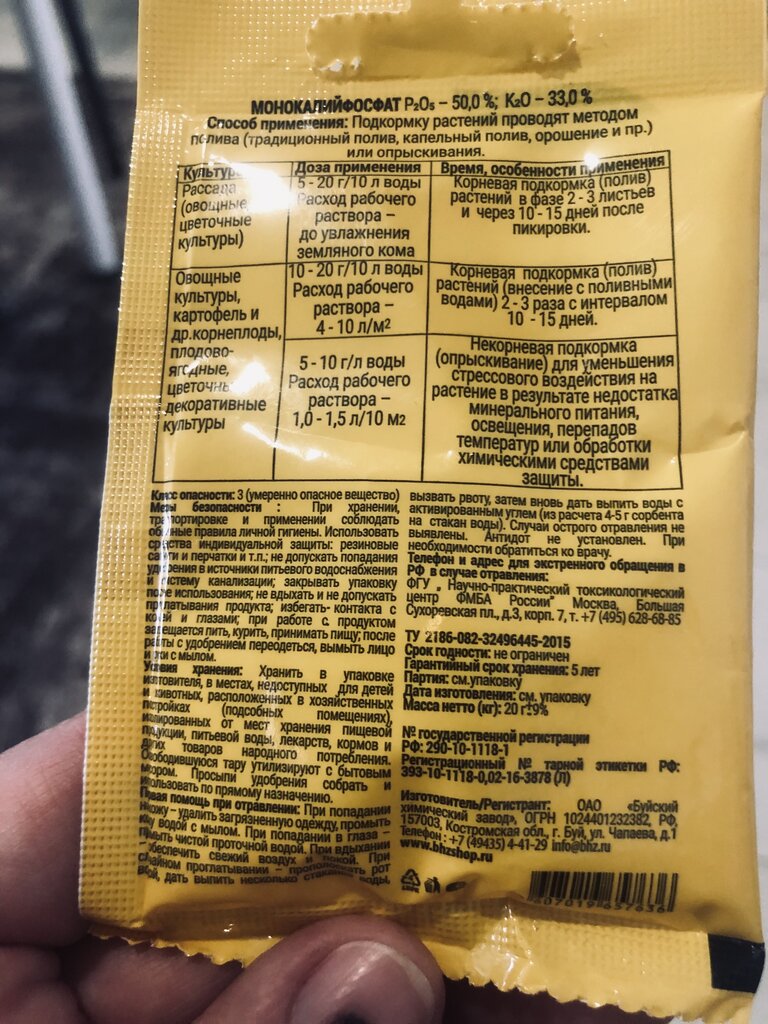 МОНОКАЛИЙФОСФАТ P₂O₅ – 50,0 %; K₂O – 33,0 %
Способ применения: Подкормку растений проводят методом
полива (традиционный полив, капельный полив, орошение и пр.)
или опрыскивания.
Доза применения
Время, особенности применения
Рассада
(овощные,
цветочные
культуры)
5 - 20 г/10 л воды
Расход рабочего
раствора –
до увлажнения
земляного кома
Корневая подкормка (полив)
растений в фазе 2 - 3 листьев
и через 10 - 15 дней после
пикировки.
Овощные
культуры,
картофель и
др.корнеплоды,
плодово-
ягодные,
декоративные
культуры
10 - 20 г/10 л воды
Расход рабочего
раствора –
4 - 10 л/м2
Корневая подкормка (полив)
растений (внесение с поливными
водами) 2 - 3 раза с интервалом
10 - 15 дней.
5 - 10 г/л воды
Расход рабочего
раствора –
1,0 - 1,5 л/10 м2
Некорневая подкормка
(опрыскивание) для уменьшения
стрессового воздействия на
растение в результате недостатка
минерального питания,
освещения, перепадов
температур или обработки
химическими средствами
защиты.
Класс опасности: 3 (умеренно опасное вещество)
Меры безопасности : При хранении,
транспортировке и применении соблюдать
правила личной гигиены. Использовать
средства индивидуальной защиты: резиновые
и перчатки и т.п.; не допускать попадания
удобрения в источники питьевого водоснабжения
и систему канализации; закрывать упаковку
после использования; не вдыхать и не допускать
проглатывания продукта; избегать- контакта с
кожей и глазами; при работе с продуктом
запрещается пить, курить, принимать пищу; после
работы с удобрением переодеться, вымыть лицо
и руки с мылом.
Условия хранения: Хранить в упаковке
изготовителя, в местах, недоступных для детей
и животных, расположенных в хозяйственных
постройках (подсобных помещениях),
изолированных от мест хранения пищевой
продукции, питьевой воды, лекарств, кормов и
других товаров народного потребления.
Освободившуюся тару утилизируют с бытовым
мусором. Просыпи удобрения собрать и
использовать по прямому назначению.
Первая помощь при отравлении: При попадании
на кожу – удалить загрязненную одежду, промыть
кожу водой с мылом. При попадании в глаза –
промыть чистой проточной водой. При вдыхании
– обеспечить свежий воздух и покой. При
случайном проглатывании – прополоскать рот
водой, дать выпить несколько стаканов воды,
вызвать рвоту, затем вновь дать выпить воды с
активированным углем (из расчета 4-5 г сорбента
на стакан воды). Случаи острого отравления не
выявлены. Антидот не установлен. При
необходимости обратиться ко врачу.
Телефон и адрес для экстренного обращения в
РФ в случае отравления:
ФГУ „ Научно-практический токсикологический
центр ФМБА России" Москва, Большая
Сухоревская пл., д.3, корп. 7, т. +7 (495) 628-68-85
ТУ 2186-082-32496445-2015
Срок годности: не ограничен
Гарантийный срок хранения: 5 лет
Партия: см.упаковку
Дата изготовления: см. упаковку
Масса нетто (кг): 20 г±9%
№ государственной регистрации
РФ: 290-10-1118-1
Регистрационный № тарной этикетки РФ:
393-10-1118-0,02-16-3878 (Л)
Изготовитель/Регистрант: ОАО «Буйский
химический завод», ОГРН 1024401232382, РФ,
157003, Костромская обл., г. Буй, ул. Чапаева, д.1
Телефон : +7 (49435) 4-41-29 info@bhz.ru
www.bhzshop.ru